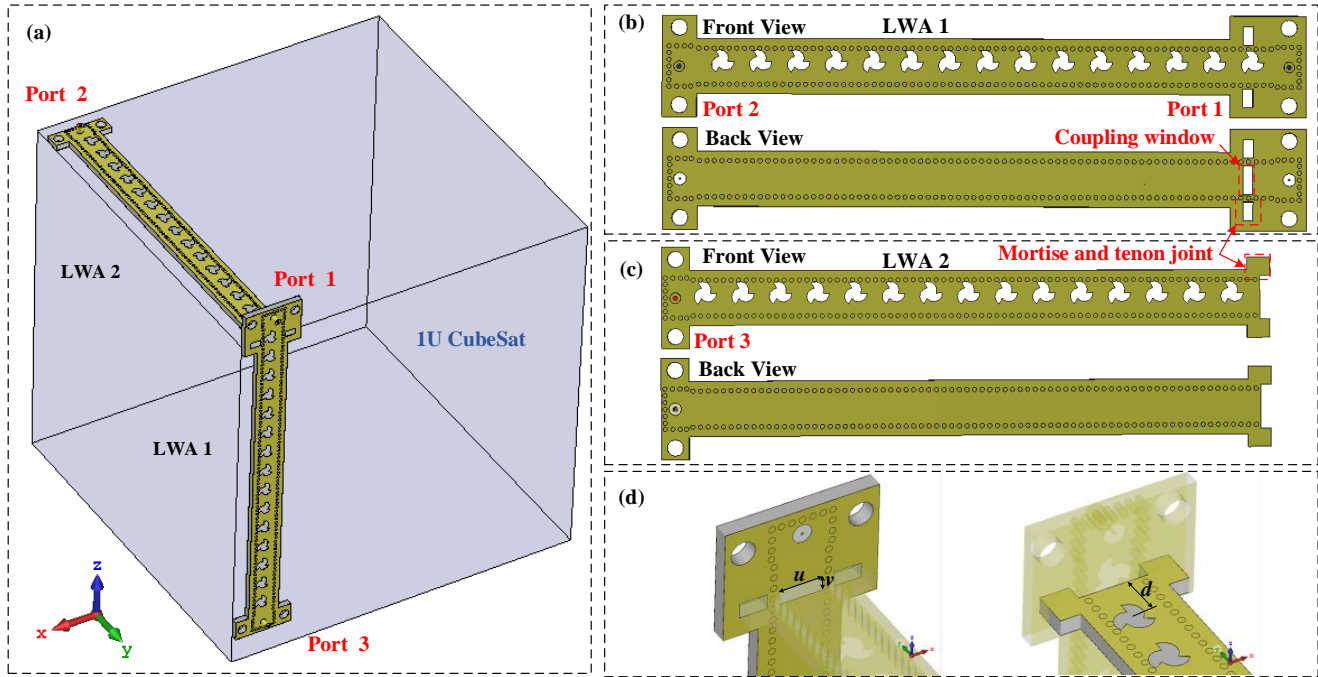 (a)
Port 2
LWA 2
Port 1
1U CubeSat
LWA 1
Port 3
z
x
y
(b)
Front View
LWA 1
Port 2
Port 1
Back View
Coupling window
Mortise and tenon joint
(c)
Front View
LWA 2
Port 3
Back View
(d)
u
v
d